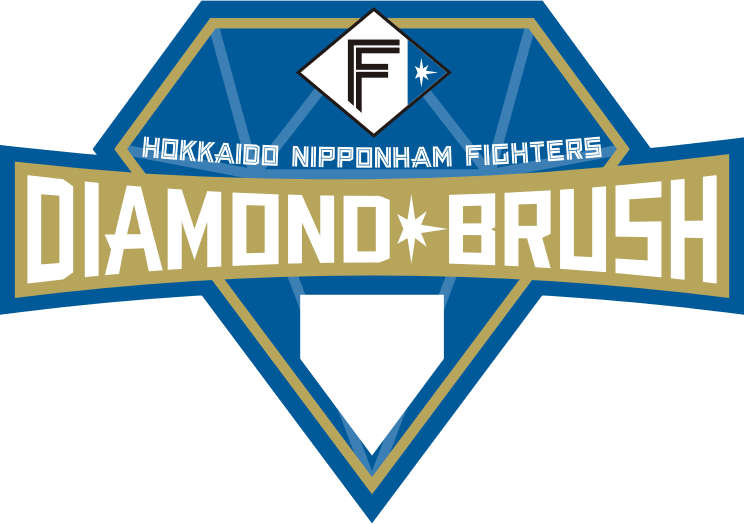 F
HOKKAIDO NIPPONHAM FIGHTERS
DIAMOND BRUSH